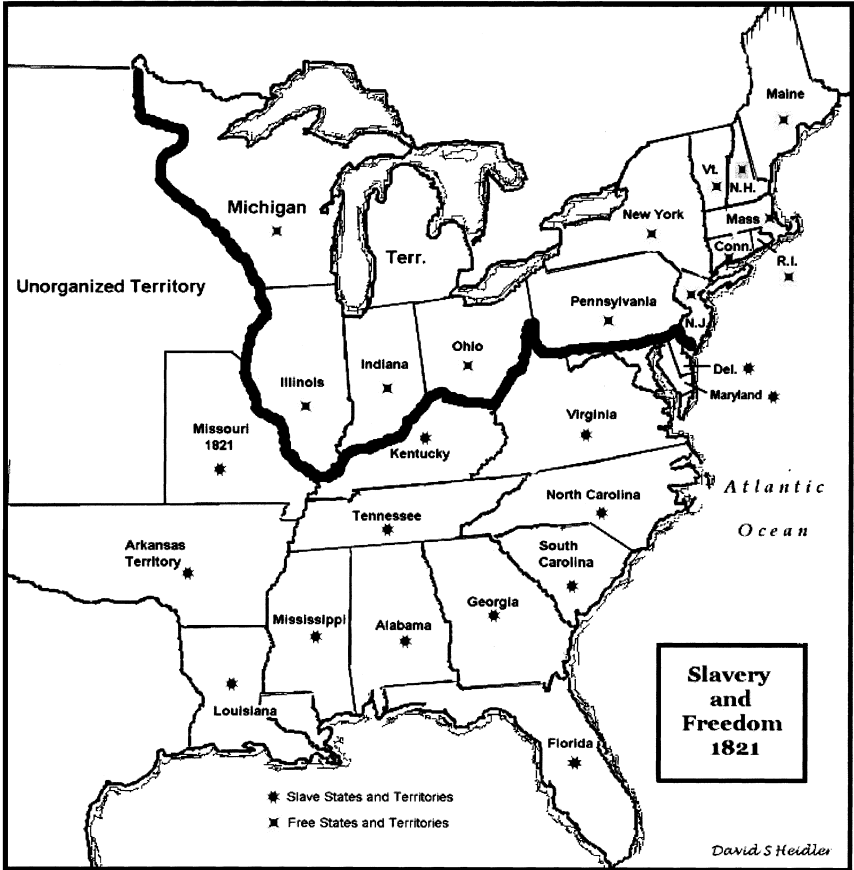 Maine
Vt.
N.H.
Michigan
New York
Mass
Conn.
R.I.
Terr.
Unorganized Territory
Pennsylvania
N.J.
Ohio
Indiana
Illinois
Del.
Maryland
Missouri
1821
Virginia
Kentucky
Atlantic
Ocean
North Carolina
Tennessee
South
Carolina
Arkansas
Territory
Georgia
Mississippi
Alabama
Louisiana
Florida
Slavery
and
Freedom
1821
Slave States and Territories
Free States and Territories
David S Heidler